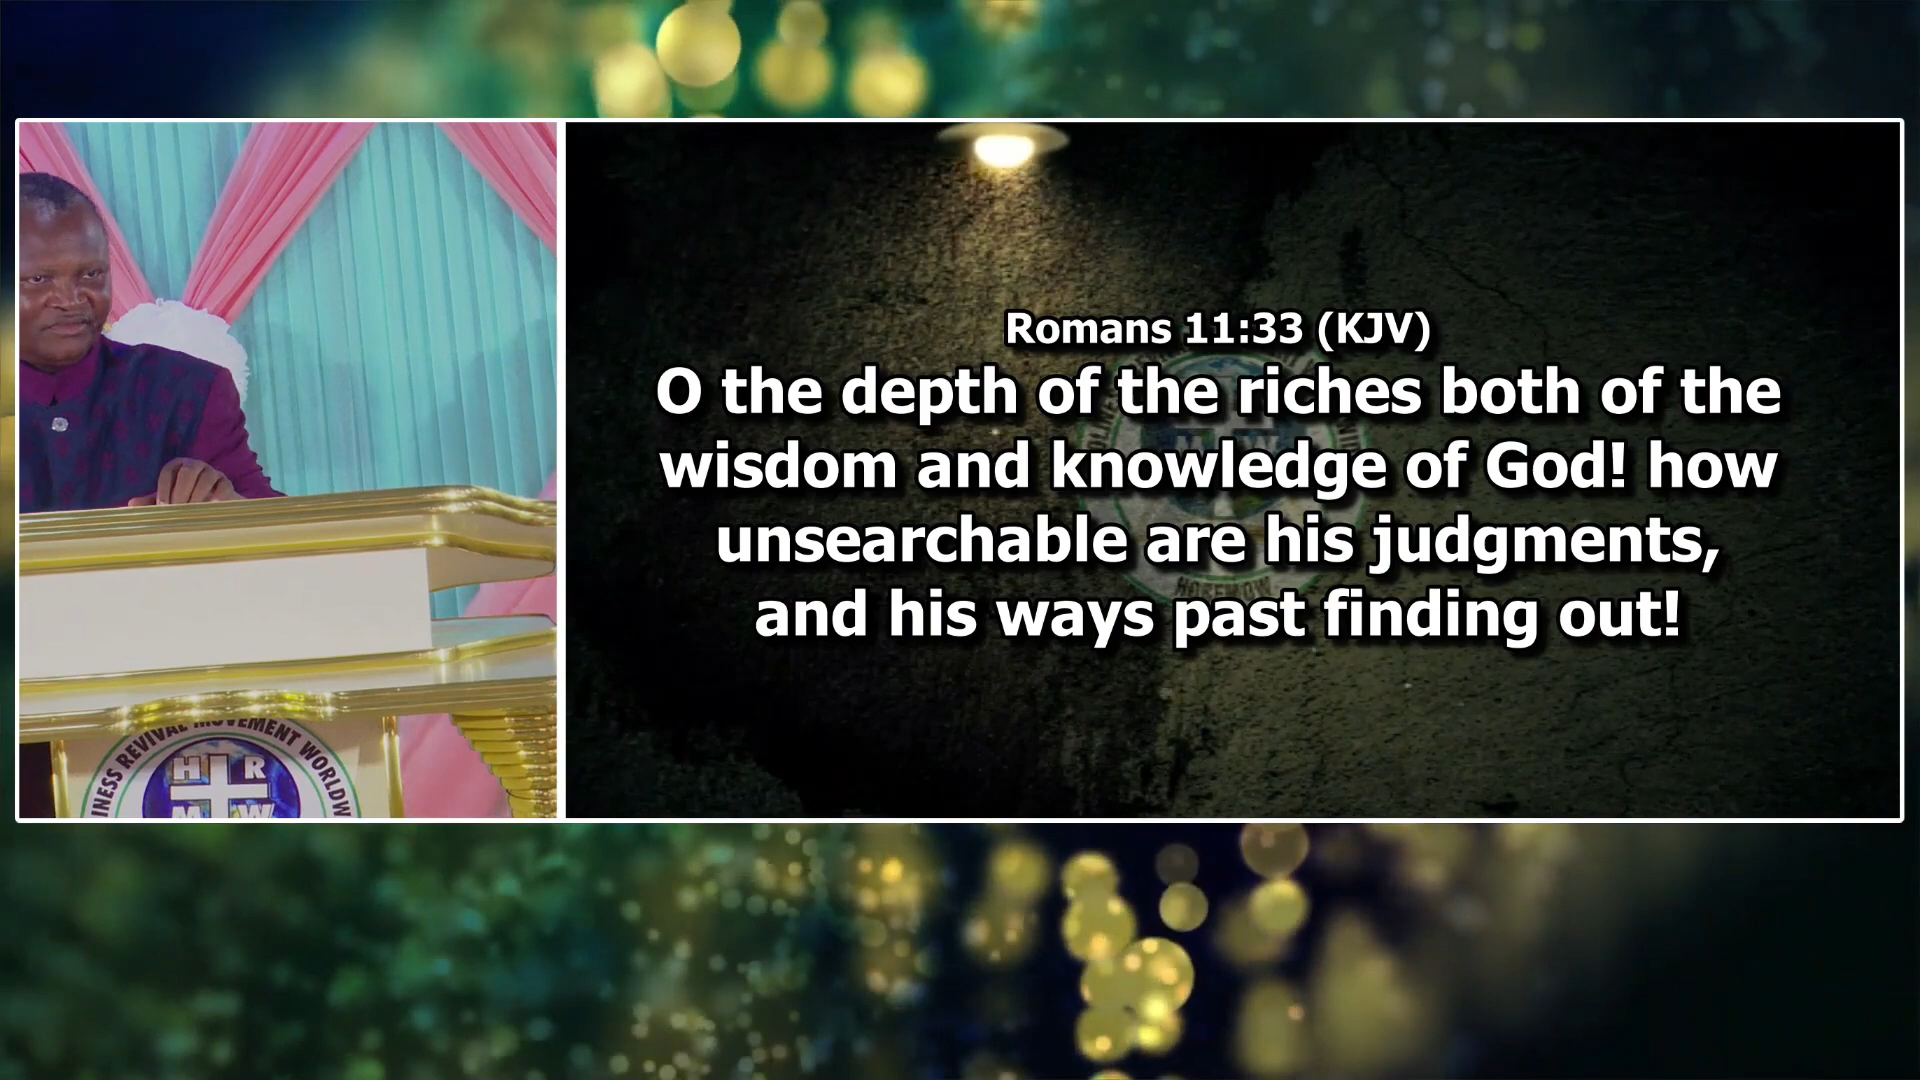 Romans 11:33 (KJV)
O the depth of the riches both of the
wisdom and knowledge of God! how
unsearchable are his judgments,
and his ways past finding out!
INESS REVIVAL MOVEMENT WORLDW
H R
M W